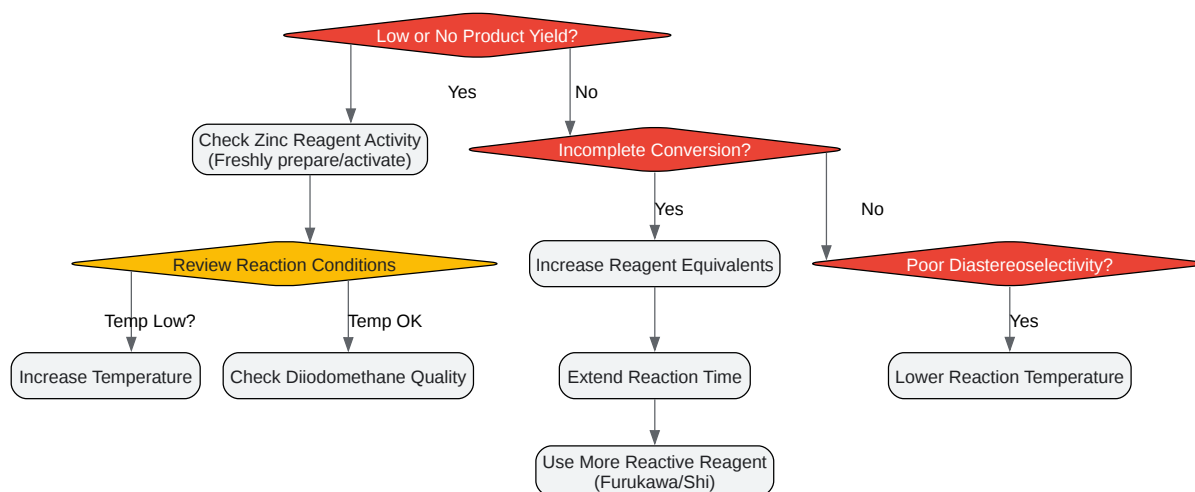 Low or No Product Yield?
Yes
No
Check Zinc Reagent Activity
(Freshly prepare/activate)
Incomplete Conversion?
Yes
No
Review Reaction Conditions
Increase Reagent Equivalents
Poor Diastereoselectivity?
Temp Low?
Temp OK
Yes
Increase Temperature
Check Diiodomethane Quality
Extend Reaction Time
Lower Reaction Temperature
Use More Reactive Reagent
(Furukawa/Shi)